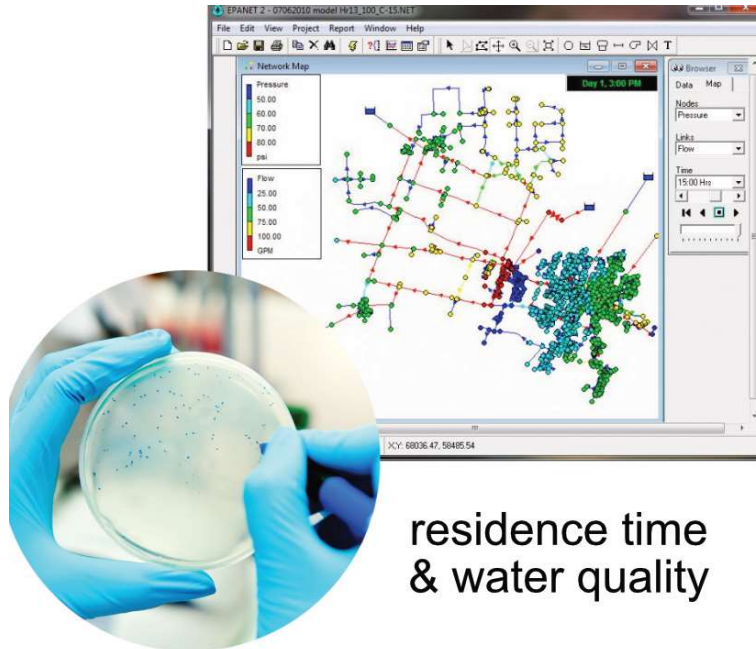 EPANET 2 - 07062010 model Hr13_100_C-15.NET
File Edit View Project Report Window Help
T
Network Map
Day 1, 3:00 PM
Pressure
50.00
60.00
70.00
80.00
psi
Flow
25.00
50.00
75.00
100.00
GPM
Browser
Data Map
Nodes
Pressure
Links
Flow
Time
15:00 Hrs
X,Y: 68036.47, 58485.54
residence time
& water quality